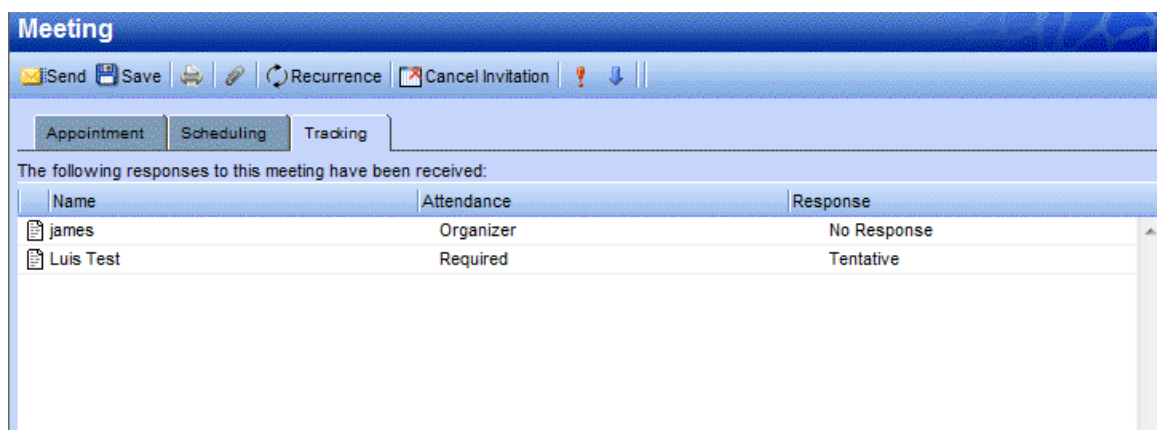 Meeting
Send Save Recurrence Cancel Invitation
Appointment Scheduling Tracking
The following responses to this meeting have been received:
Name Attendance Response
james Organizer No Response
Luis Test Required Tentative